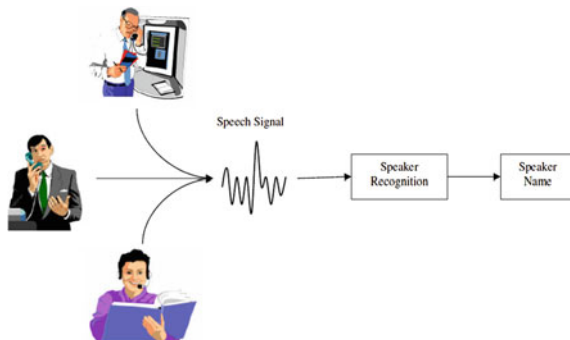 Speech Signal
Speaker
Recognition
Speaker
Name